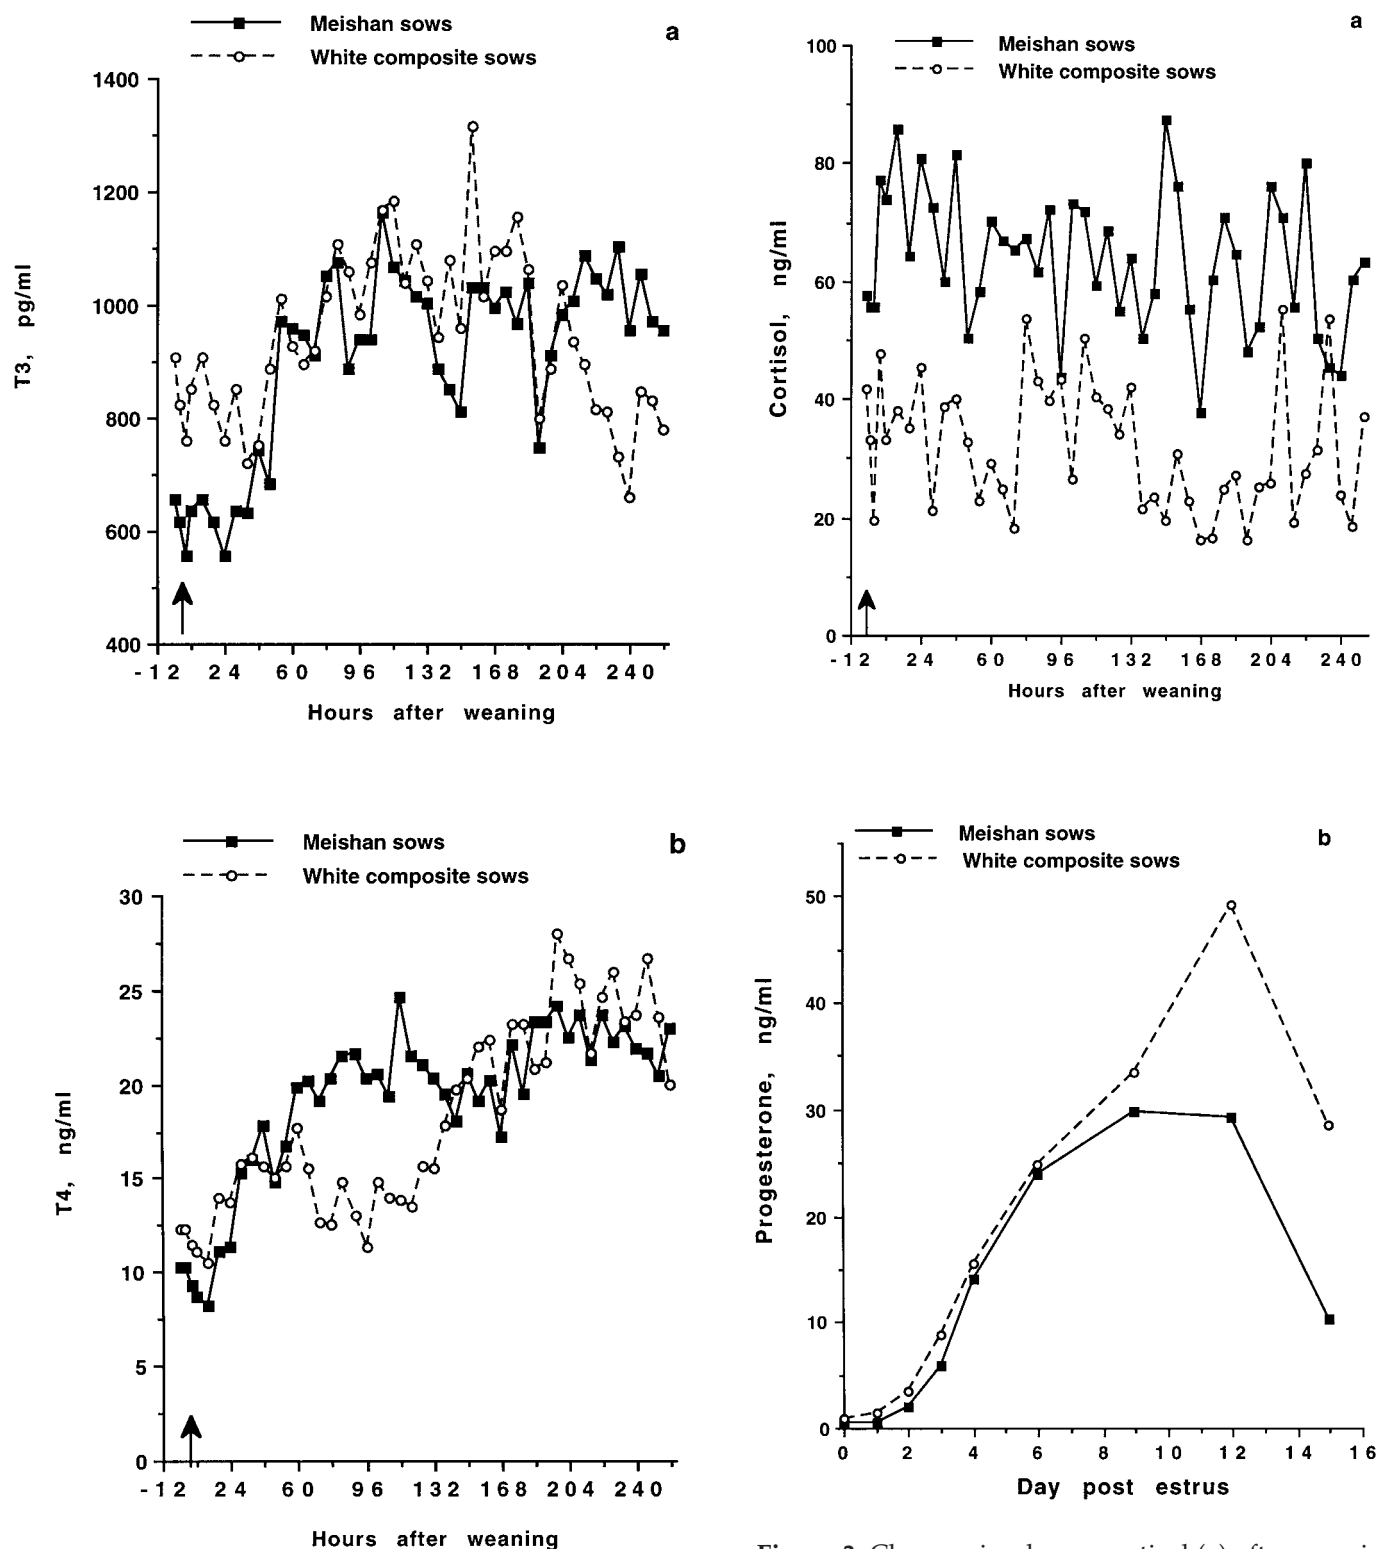 a
Meishan sows
White composite sows
1400
1200
1000
800
600
400
T3, pg/ml
-12 24 60 96 132 168 204 240
Hours after weaning
a
Meishan sows
White composite sows
100
80
60
40
20
0
Cortisol, ng/ml
-12 24 60 96 132 168 204 240
Hours after weaning
b
Meishan sows
White composite sows
30
25
20
15
10
5
0
T4, ng/ml
-12 24 60 96 132 168 204 240
Hours after weaning
b
Meishan sows
White composite sows
50
40
30
20
10
0
Progesterone, ng/ml
0 2 4 6 8 10 12 14 16
Day post estrus